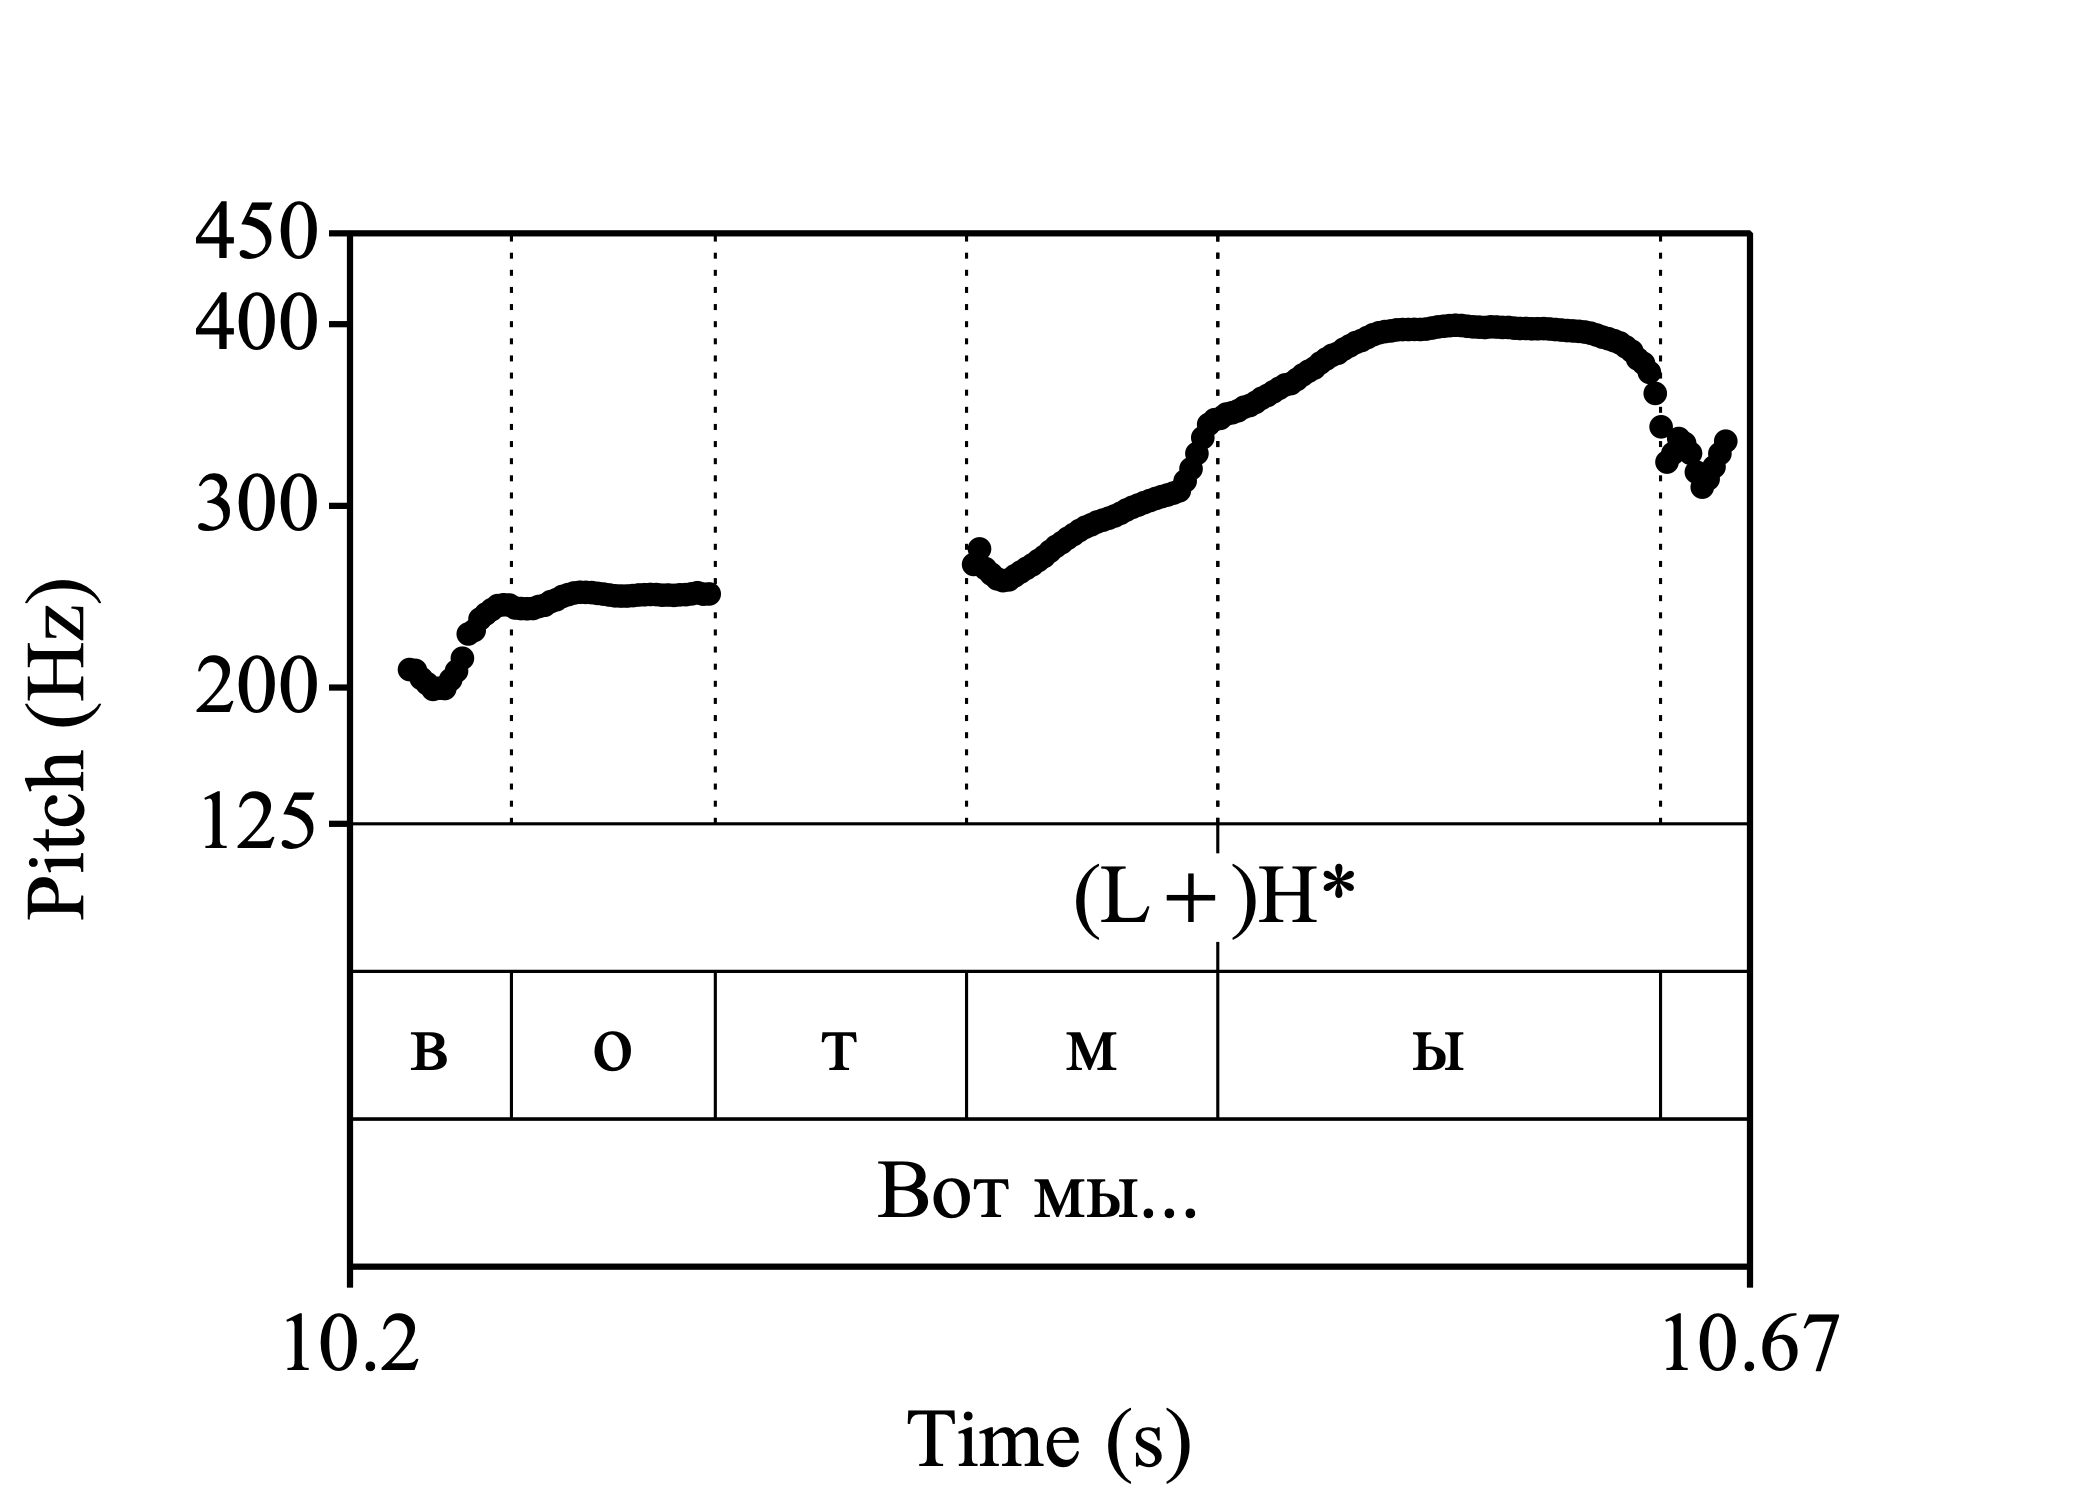 450
400
300
200
125
Pitch (Hz)
(L+)H*
в о т м ы
Вот мы...
10.2 10.67
Time (s)